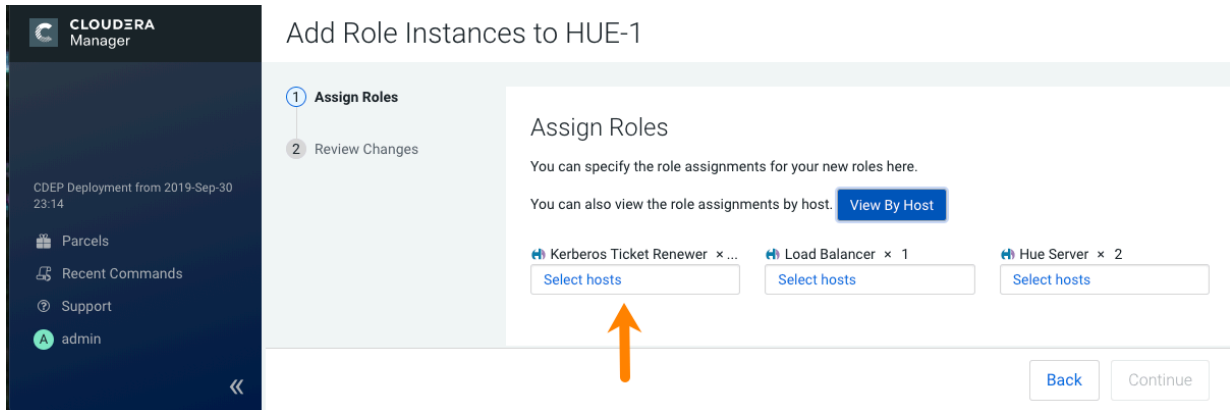 CLOUDERA
Manager
Add Role Instances to HUE-1
1 Assign Roles
2 Review Changes
Assign Roles
You can specify the role assignments for your new roles here.
You can also view the role assignments by host. View By Host
Kerberos Ticket Renewer × ...
Load Balancer × 1
Hue Server × 2
Select hosts
Select hosts
Select hosts
CDEP Deployment from 2019-Sep-30
23:14
Parcels
Recent Commands
Support
A admin
Back
Continue